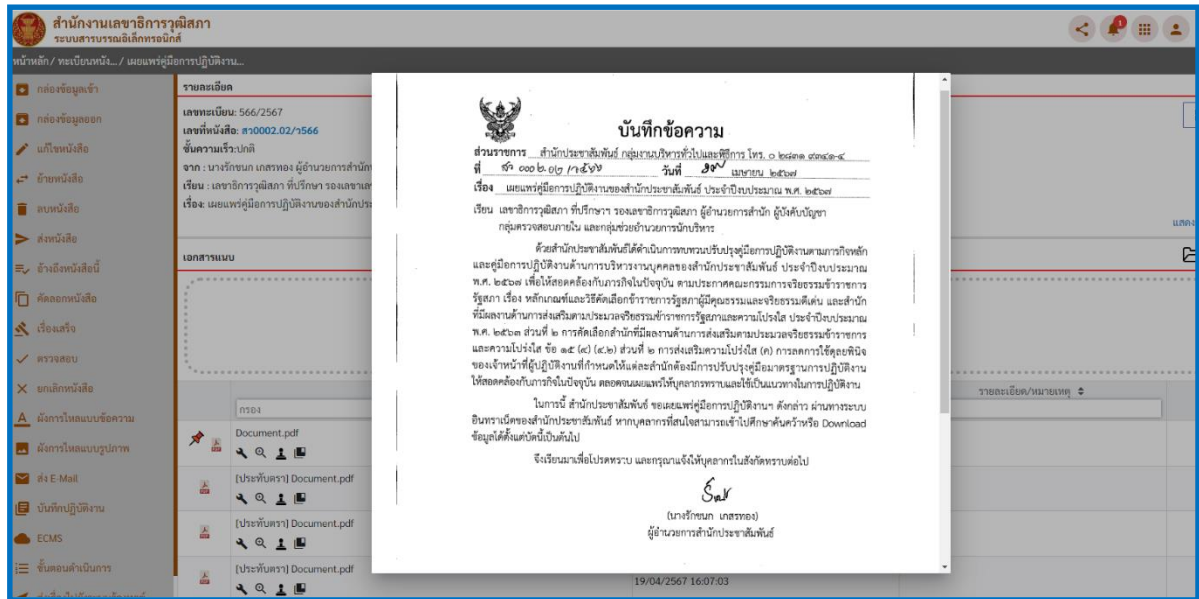 สำนักงานเลขาธิการวุฒิสภา
ระบบสารบรรณอิเล็กทรอนิกส์
1
หน้าหลัก / ทะเบียนหนัง... / เผยแพร่คู่มือการปฏิบัติงาน...
กล่องข้อมูลเข้า
กล่องข้อมูลออก
แก้ไขหนังสือ
ย้ายหนังสือ
ลบหนังสือ
ส่งหนังสือ
อ้างถึงหนังสือนี้
คัดลอกหนังสือ
เรื่องเสร็จ
ตรวจสอบ
ยกเลิกหนังสือ
ผังการไหลแบบข้อความ
ผังการไหลแบบรูปภาพ
ส่ง E-Mail
บันทึกปฏิบัติงาน
ECMS
ขั้นตอนดำเนินการ
รายละเอียด
เลขทะเบียน: 566/2567
เลขที่หนังสือ: สว0002.02/ว566
ชั้นความเร็ว:ปกติ
จาก : นางรักชนก เกสรทอง ผู้อำนวยการสำนัก
เรียน : เลขาธิการวุฒิสภา ที่ปรึกษา รองเลขาเลข
เรื่อง: เผยแพร่คู่มือการปฏิบัติงานของสำนักประช
แสดง
เอกสารแนบ
รายละเอียด/หมายเหตุ
กรอง
Document.pdf
[ประทับตรา] Document.pdf
[ประทับตรา] Document.pdf
[ประทับตรา] Document.pdf
19/04/2567 16:07:03
บันทึกข้อความ
ส่วนราชการ สำนักประชาสัมพันธ์ กลุ่มงานบริหารทั่วไปและพิธีการ โทร. ๐ ๒๘๓๑ ๙๓๘๑-๔
ที่ สว ๐๐๐๒.๐๒/ว๕๖๖ วันที่ เมษายน ๒๕๖๗
เรื่อง เผยแพร่คู่มือการปฏิบัติงานของสำนักประชาสัมพันธ์ ประจำปีงบประมาณ พ.ศ. ๒๕๖๗
เรียน เลขาธิการวุฒิสภา ที่ปรึกษาฯ รองเลขาธิการวุฒิสภา ผู้อำนวยการสำนัก ผู้บังคับบัญชา
กลุ่มตรวจสอบภายใน และกลุ่มช่วยอำนวยการนักบริหาร
ด้วยสำนักประชาสัมพันธ์ได้ดำเนินการทบทวนปรับปรุงคู่มือการปฏิบัติงานตามภารกิจหลัก
และคู่มือการปฏิบัติงานด้านการบริหารงานบุคคลของสำนักประชาสัมพันธ์ ประจำปีงบประมาณ
พ.ศ. ๒๕๖๗ เพื่อให้สอดคล้องกับภารกิจในปัจจุบัน ตามประกาศคณะกรรมการจริยธรรมข้าราชการ
รัฐสภา เรื่อง หลักเกณฑ์และวิธีคัดเลือกข้าราชการรัฐสภาผู้มีคุณธรรมและจริยธรรมดีเด่น และสำนัก
ที่มีผลงานด้านการส่งเสริมตามประมวลจริยธรรมข้าราชการรัฐสภาและความโปร่งใส ประจำปีงบประมาณ
พ.ศ. ๒๕๖๓ ส่วนที่ ๒ การคัดเลือกสำนักที่มีผลงานด้านการส่งเสริมตามประมวลจริยธรรมข้าราชการ
และความโปร่งใส ข้อ ๑๕ (๔) (๔.๒) ส่วนที่ ๒ การส่งเสริมความโปร่งใส (ค) การลดการใช้ดุลยพินิจ
ของเจ้าหน้าที่ผู้ปฏิบัติงานที่กำหนดให้แต่ละสำนักต้องมีการปรับปรุงคู่มือมาตรฐานการปฏิบัติงาน
ให้สอดคล้องกับภารกิจในปัจจุบัน ตลอดจนเผยแพร่ให้บุคลากรทราบและใช้เป็นแนวทางในการปฏิบัติงาน
ในการนี้ สำนักประชาสัมพันธ์ ขอเผยแพร่คู่มือการปฏิบัติงานฯ ดังกล่าว ผ่านทางระบบ
อินทราเน็ตของสำนักประชาสัมพันธ์ หากบุคลากรที่สนใจสามารถเข้าไปศึกษาค้นคว้าหรือ Download
ข้อมูลได้ตั้งแต่บัดนี้เป็นต้นไป
จึงเรียนมาเพื่อโปรดทราบ และกรุณาแจ้งให้บุคลากรในสังกัดทราบต่อไป
(นางรักชนก เกสรทอง)
ผู้อำนวยการสำนักประชาสัมพันธ์